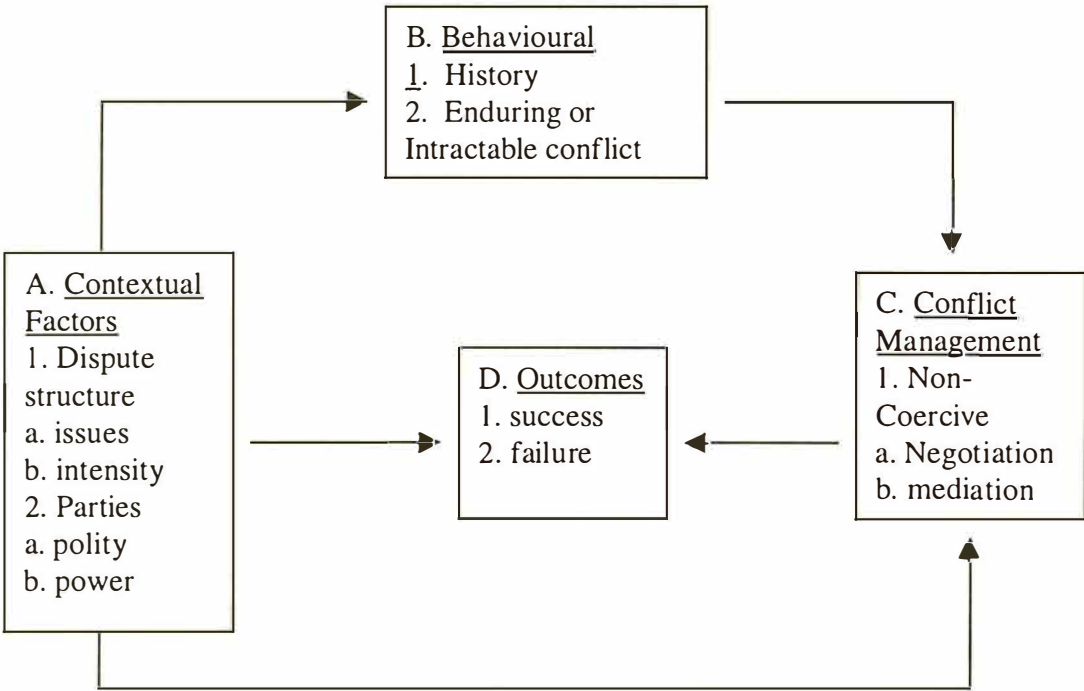 B. Behavioural
1. History
2. Enduring or
Intractable conflict
A. Contextual
Factors
1. Dispute
structure
a. issues
b. intensity
2. Parties
a. polity
b. power
D. Outcomes
1. success
2. failure
C. Conflict
Management
1. Non-
Coercive
a. Negotiation
b. mediation